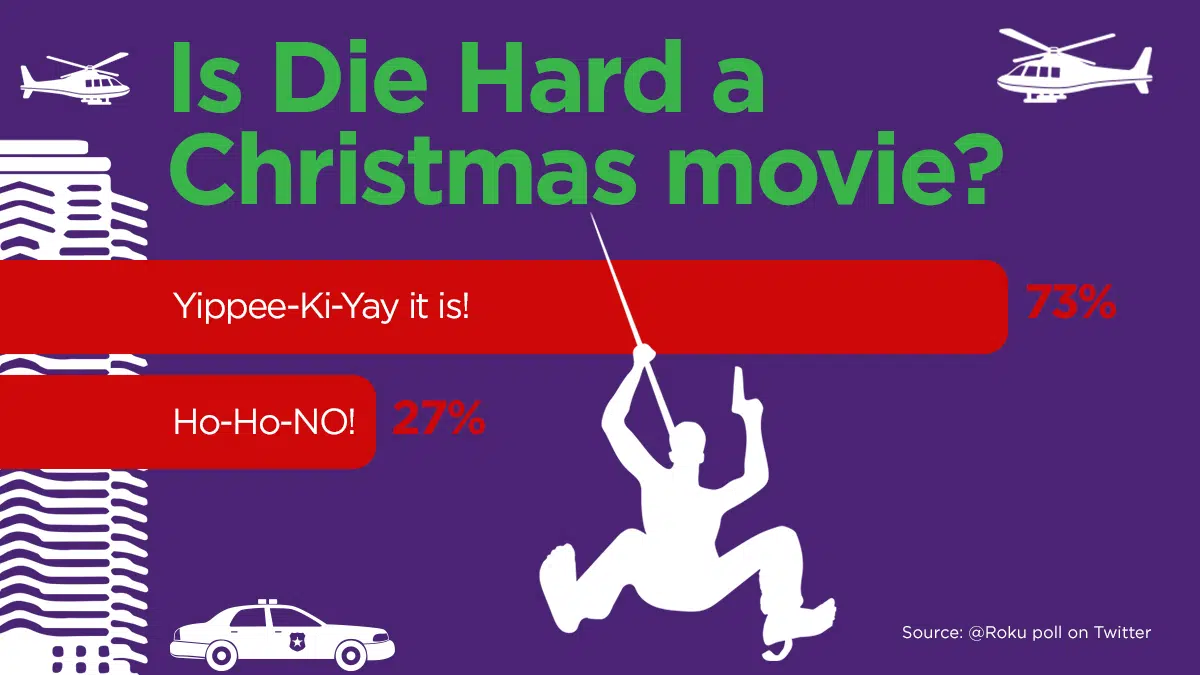 Is Die Hard a
Christmas movie?
Yippee-Ki-Yay it is!
73%
Ho-Ho-NO!
27%
Source: @Roku poll on Twitter